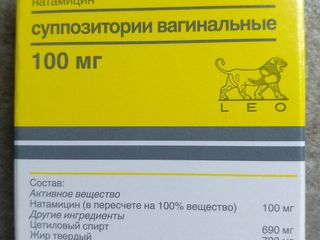 натамицин
суппозитории вагинальные
100 мг
LEO
Состав:
Активное вещество
Натамицин (в пересчете на 100% вещество) 100 мг
Другие ингредиенты
Цетиловый спирт 690 мг
Жир твердый